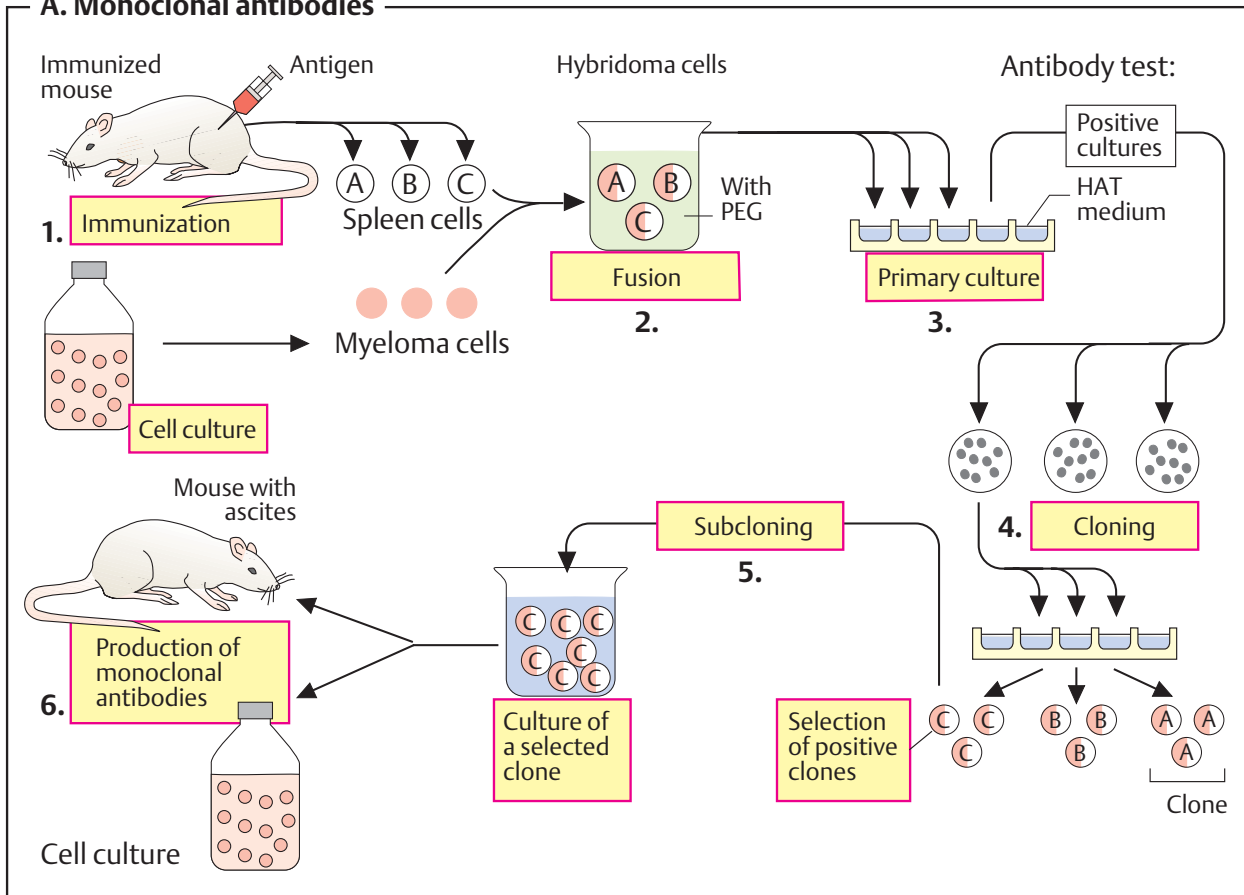 A. Monoclonal antibodies
Immunized
mouse
Antigen
Hybridoma cells
Antibody test:
Positive
cultures
A
B
C
Spleen cells
A
B
C
With
PEG
HAT
medium
1.
Immunization
Fusion
2.
Primary culture
3.
Myeloma cells
Cell culture
4.
Cloning
Mouse with
ascites
Subcloning
5.
C C C
C C
C C
6.
Production of
monoclonal
antibodies
Culture of
a selected
clone
Selection
of positive
clones
C C
C
B B
B
A A
A
Clone
Cell culture